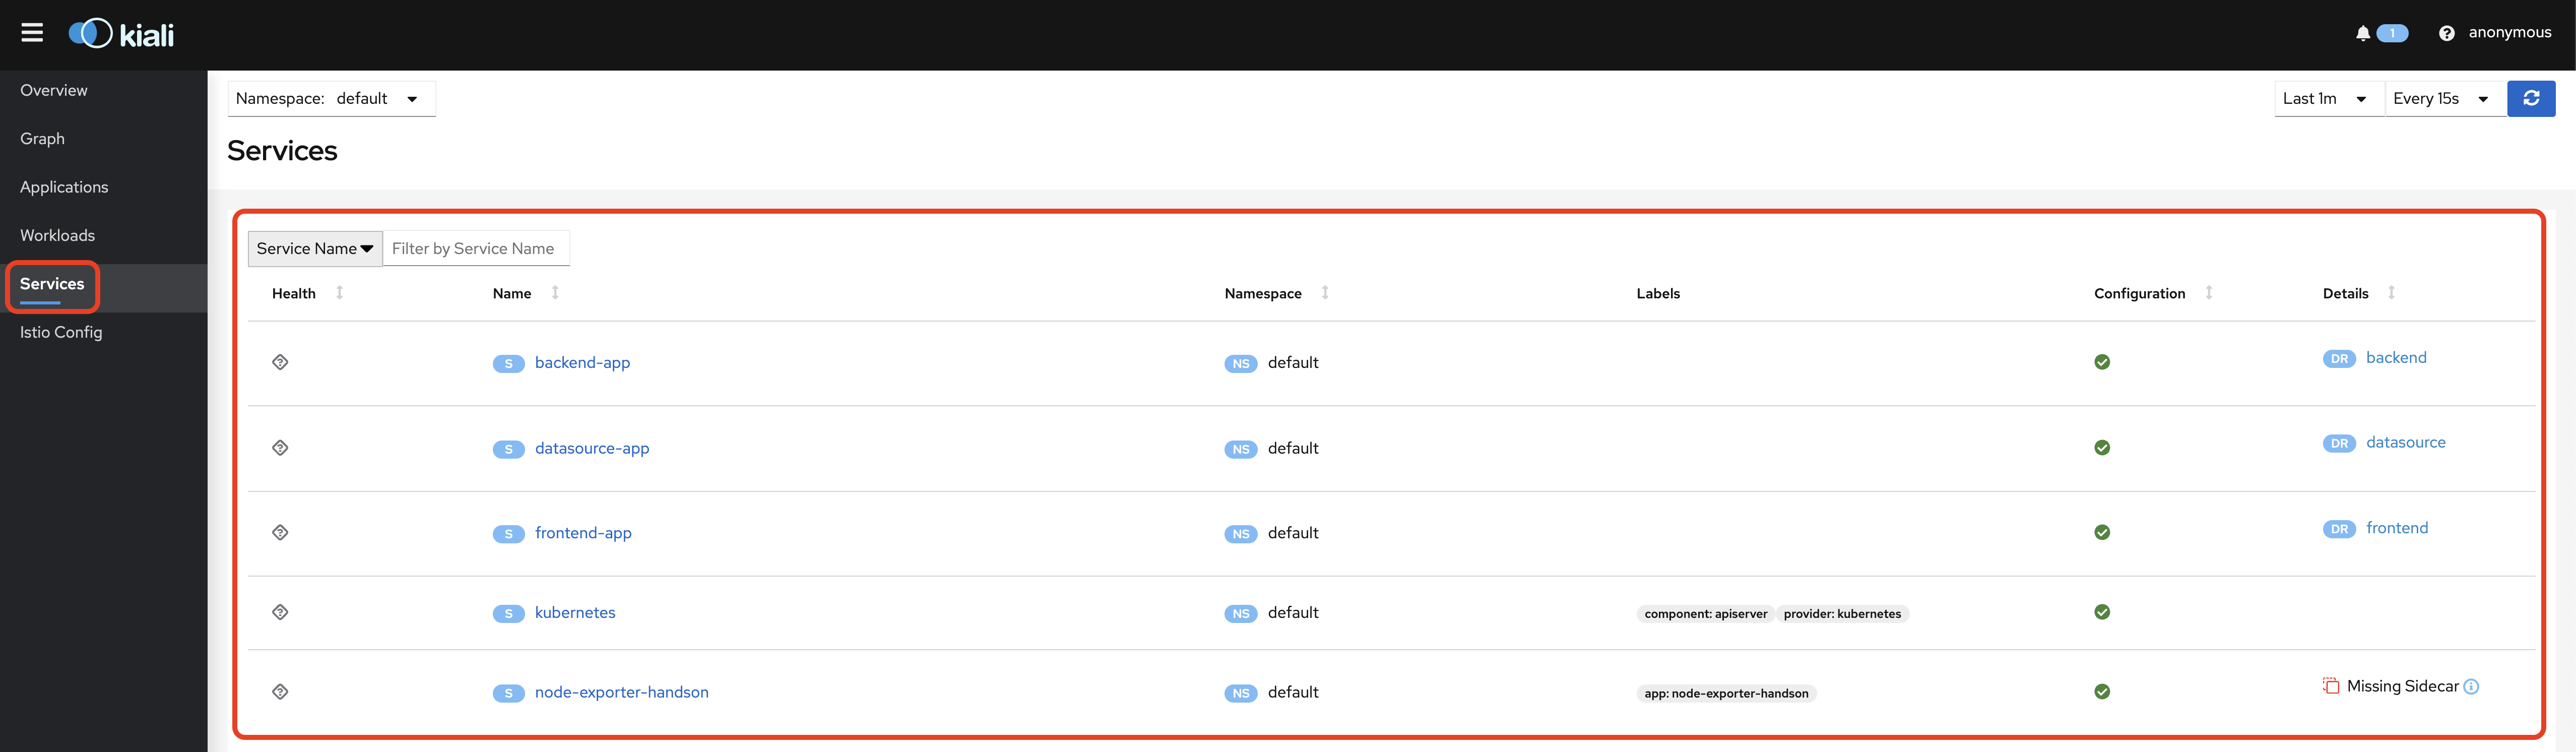 kiali
1
? anonymous
Overview
Graph
Applications
Workloads
Services
Istio Config
Namespace: default
Last 1m Every 15s
Services
Service Name Filter by Service Name
Health Name Namespace Labels Configuration Details
? S backend-app NS default DR backend
? S datasource-app NS default DR datasource
? S frontend-app NS default DR frontend
? S kubernetes NS default component: apiserver provider: kubernetes
? S node-exporter-handson NS default app: node-exporter-handson Missing Sidecar i